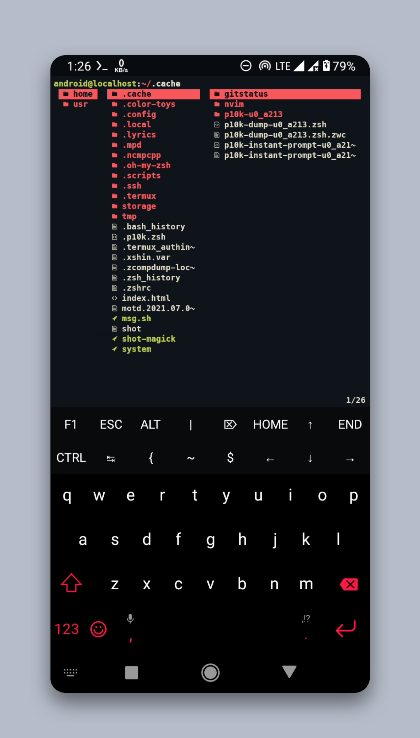 1:26 0 KB/s LTE 79%
android@localhost:~/.cache
home .cache gitstatus
usr .color-toys nvim
.config p10k-u0_a213
.local p10k-dump-u0_a213.zsh
.lyrics p10k-dump-u0_a213.zsh.zwc
.mpd p10k-instant-prompt-u0_a21~
.ncmpcpp p10k-instant-prompt-u0_a21~
.oh-my-zsh
.scripts
.ssh
.termux
storage
tmp
.bash_history
.p10k.zsh
.termux_authin~
.xshin.var
.zcompdump-loc~
.zsh_history
.zshrc
index.html
motd.2021.07.0~
msg.sh
shot
shot-magick
system
1/26
F1 ESC ALT | ⌦ HOME ↑ END
CTRL ↹ { ~ $ ← ↓ →
q w e r t y u i o p
a s d f g h j k l
z x c v b n m
123 , ,!? .